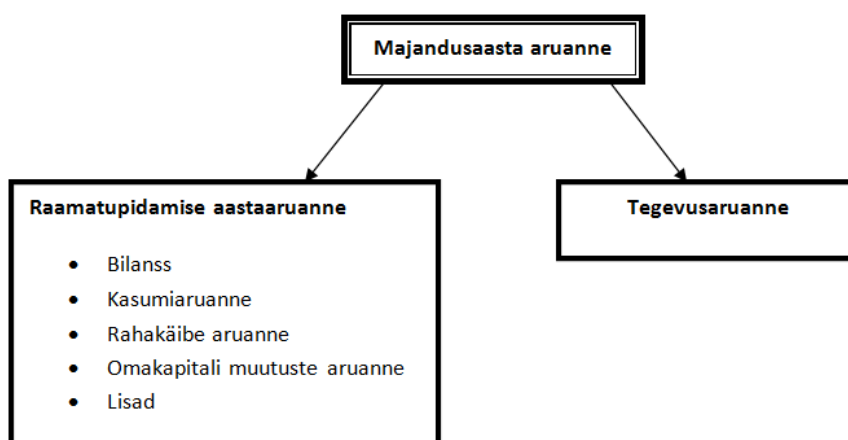 Majandusaasta aruanne
Raamatupidamise aastaaruanne
• Bilanss
• Kasumiaruanne
• Rahakäibe aruanne
• Omakapitali muutuste aruanne
• Lisad
Tegevusaruanne